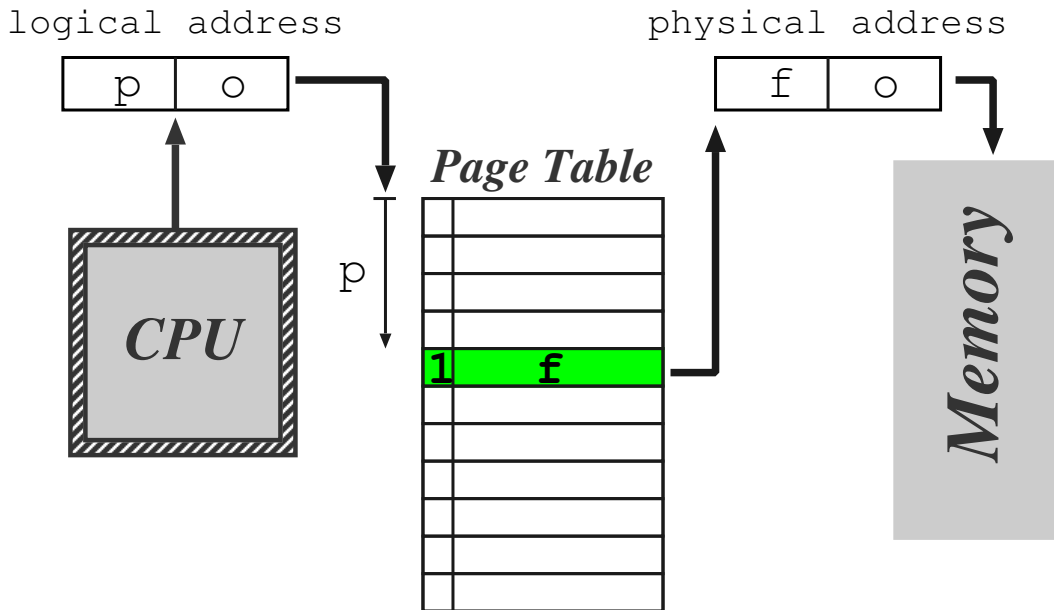 logical address
physical address
p o
f o
Page Table
p
CPU
1 f
Memory